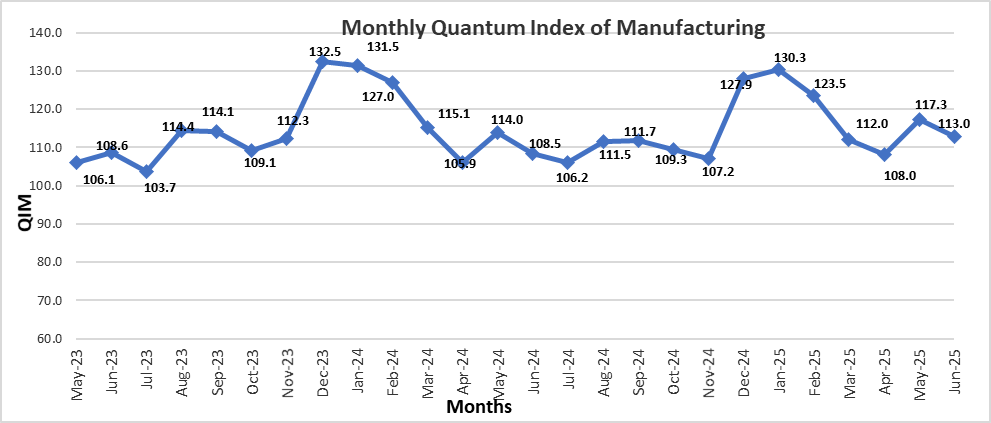 Monthly Quantum Index of Manufacturing
140.0
130.0
120.0
110.0
100.0
90.0
80.0
70.0
60.0
QIM
106.1
108.6
103.7
114.4
114.1
109.1
112.3
132.5
131.5
127.0
115.1
105.9
114.0
108.5
106.2
111.5
111.7
109.3
107.2
127.9
130.3
123.5
112.0
108.0
117.3
113.0
May-23
Jun-23
Jul-23
Aug-23
Sep-23
Oct-23
Nov-23
Dec-23
Jan-24
Feb-24
Mar-24
Apr-24
May-24
Jun-24
Jul-24
Aug-24
Sep-24
Oct-24
Nov-24
Dec-24
Jan-25
Feb-25
Mar-25
Apr-25
May-25
Jun-25
Months